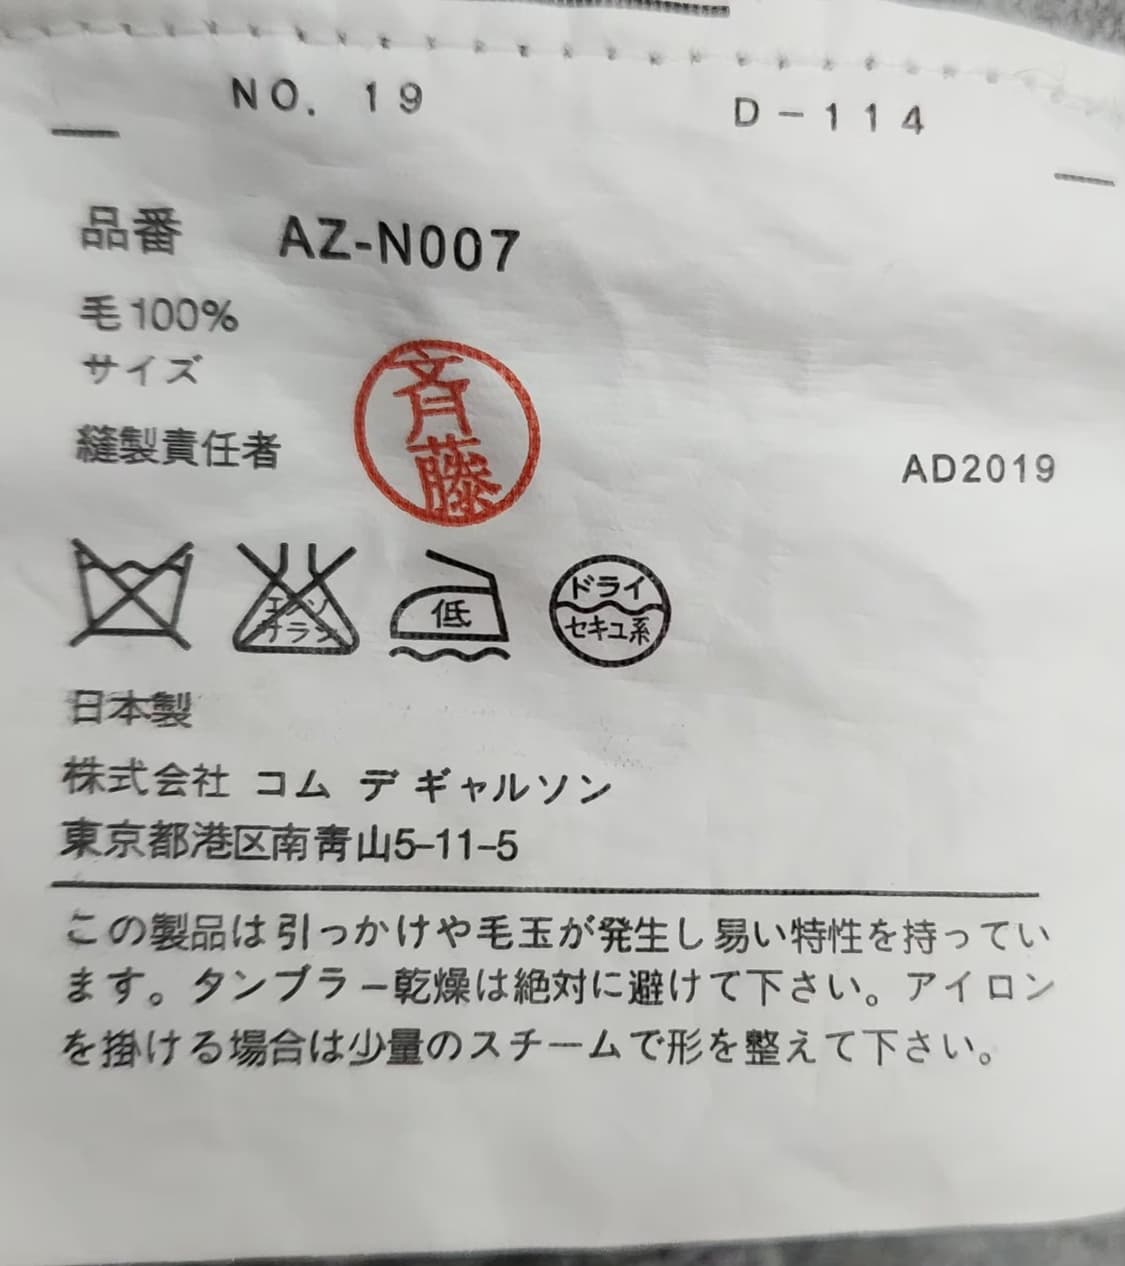 NO. 19 D-114
品番 AZ-N007
毛100%
サイズ
縫製責任者 斉藤 AD2019
エンソ
サラシ
低
ドライ
セキユ系
日本製
株式会社 コム デ ギャルソン
東京都港区南青山5-11-5
この製品は引っかけや毛玉が発生し易い特性を持ってい
ます。タンブラー乾燥は絶対に避けて下さい。アイロン
を掛ける場合は少量のスチームで形を整えて下さい。